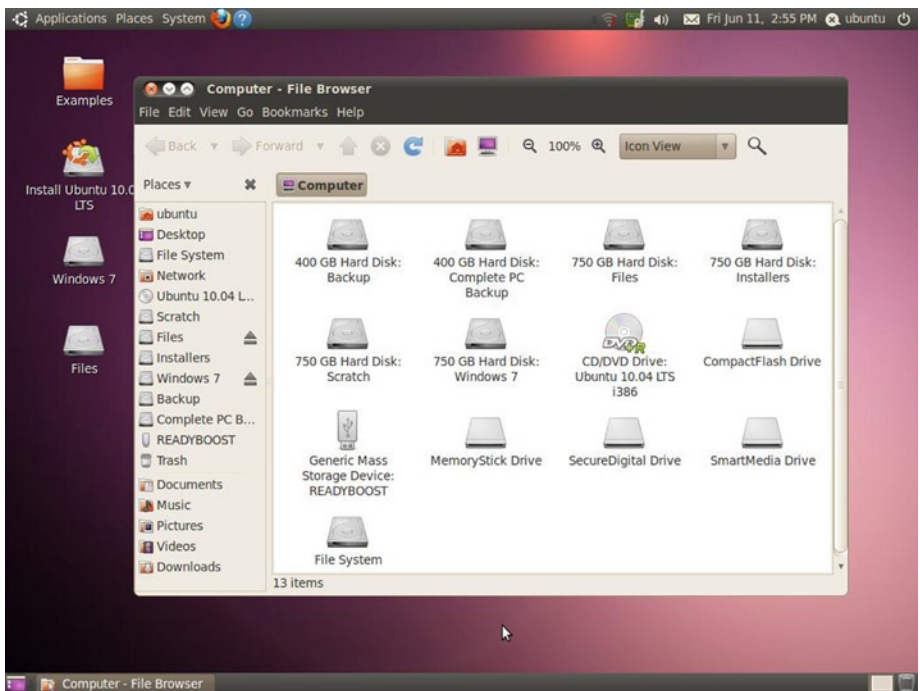 Applications Places System
Fri Jun 11, 2:55 PM ubuntu
Examples
Install Ubuntu 10.0
LTS
Windows 7
Files
Computer - File Browser
File Edit View Go Bookmarks Help
Back Forward 100% Icon View
Places
Computer
ubuntu
Desktop
File System
Network
Ubuntu 10.04 L...
Scratch
Files
Installers
Windows 7
Backup
Complete PC B...
READYBOOST
Trash
Documents
Music
Pictures
Videos
Downloads
400 GB Hard Disk:
Backup
400 GB Hard Disk:
Complete PC
Backup
750 GB Hard Disk:
Files
750 GB Hard Disk:
Installers
750 GB Hard Disk:
Scratch
750 GB Hard Disk:
Windows 7
DVD+R
CD/DVD Drive:
Ubuntu 10.04 LTS
i386
CompactFlash Drive
Generic Mass
Storage Device:
READYBOOST
MemoryStick Drive
SecureDigital Drive
SmartMedia Drive
File System
13 items
Computer - File Browser